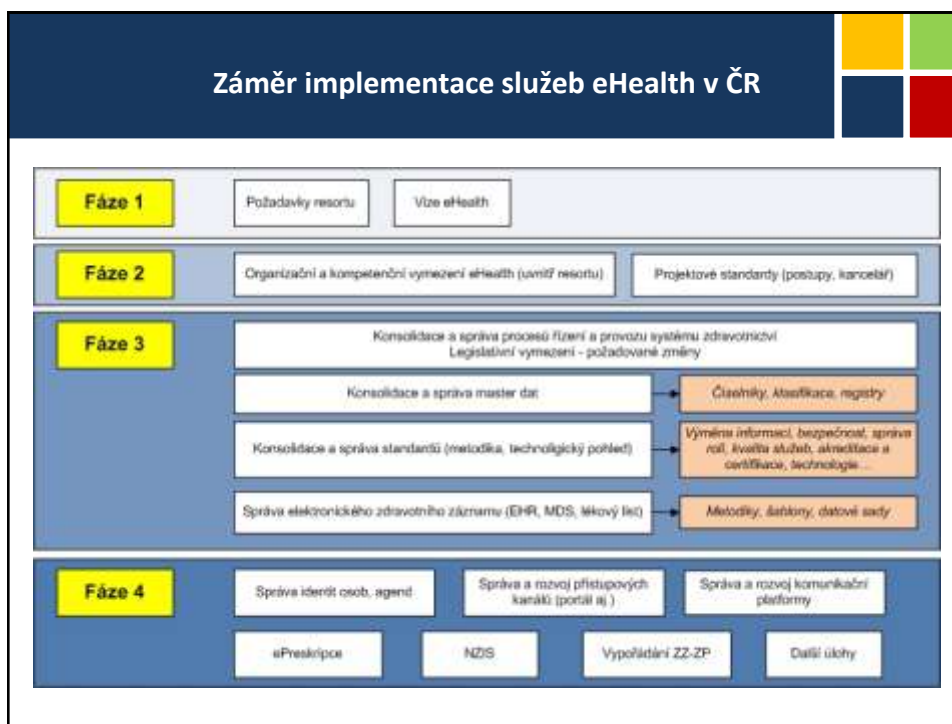 Záměr implementace služeb eHealth v ČR
Fáze 1
Požadavky resortu
Vize eHealth
Fáze 2
Organizační a kompetenční vymezení eHealth (uvnitř resortu)
Projektové standardy (postupy, kancelář)
Fáze 3
Konsolidace a správa procesů řízení a provozu systému zdravotnictví
Legislativní vymezení - požadované změny
Konsolidace a správa master dat
Číselníky, klasifikace, registry
Konsolidace a správa standardů (metodika, technoligický pohled)
Výměna informací, bezpečnost, správa
rolí, kvalita služeb, akreditace a
certifikace, technologie…
Správa elektronického zdravotního záznamu (EHR, MDS, lékový list)
Metodiky, šablony, datové sady
Fáze 4
Správa identit osob, agend
Správa a rozvoj přístupových
kanálů (portál aj.)
Správa a rozvoj komunikační
platformy
ePreskripce
NZIS
Vypořádání ZZ-ZP
Další úlohy